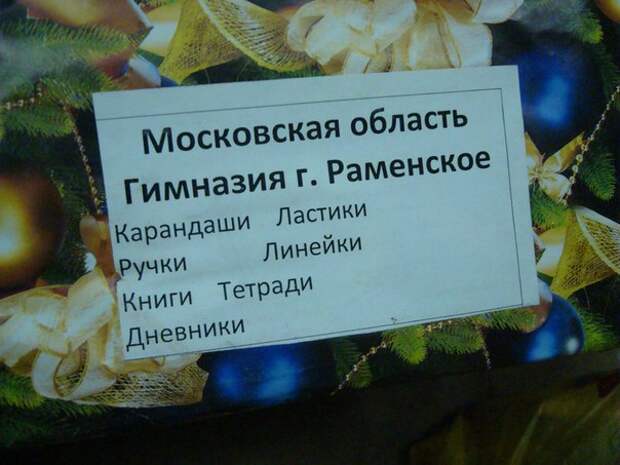 Московская область
Гимназия г. Раменское
Карандаши Ластики
Ручки Линейки
Книги Тетради
Дневники